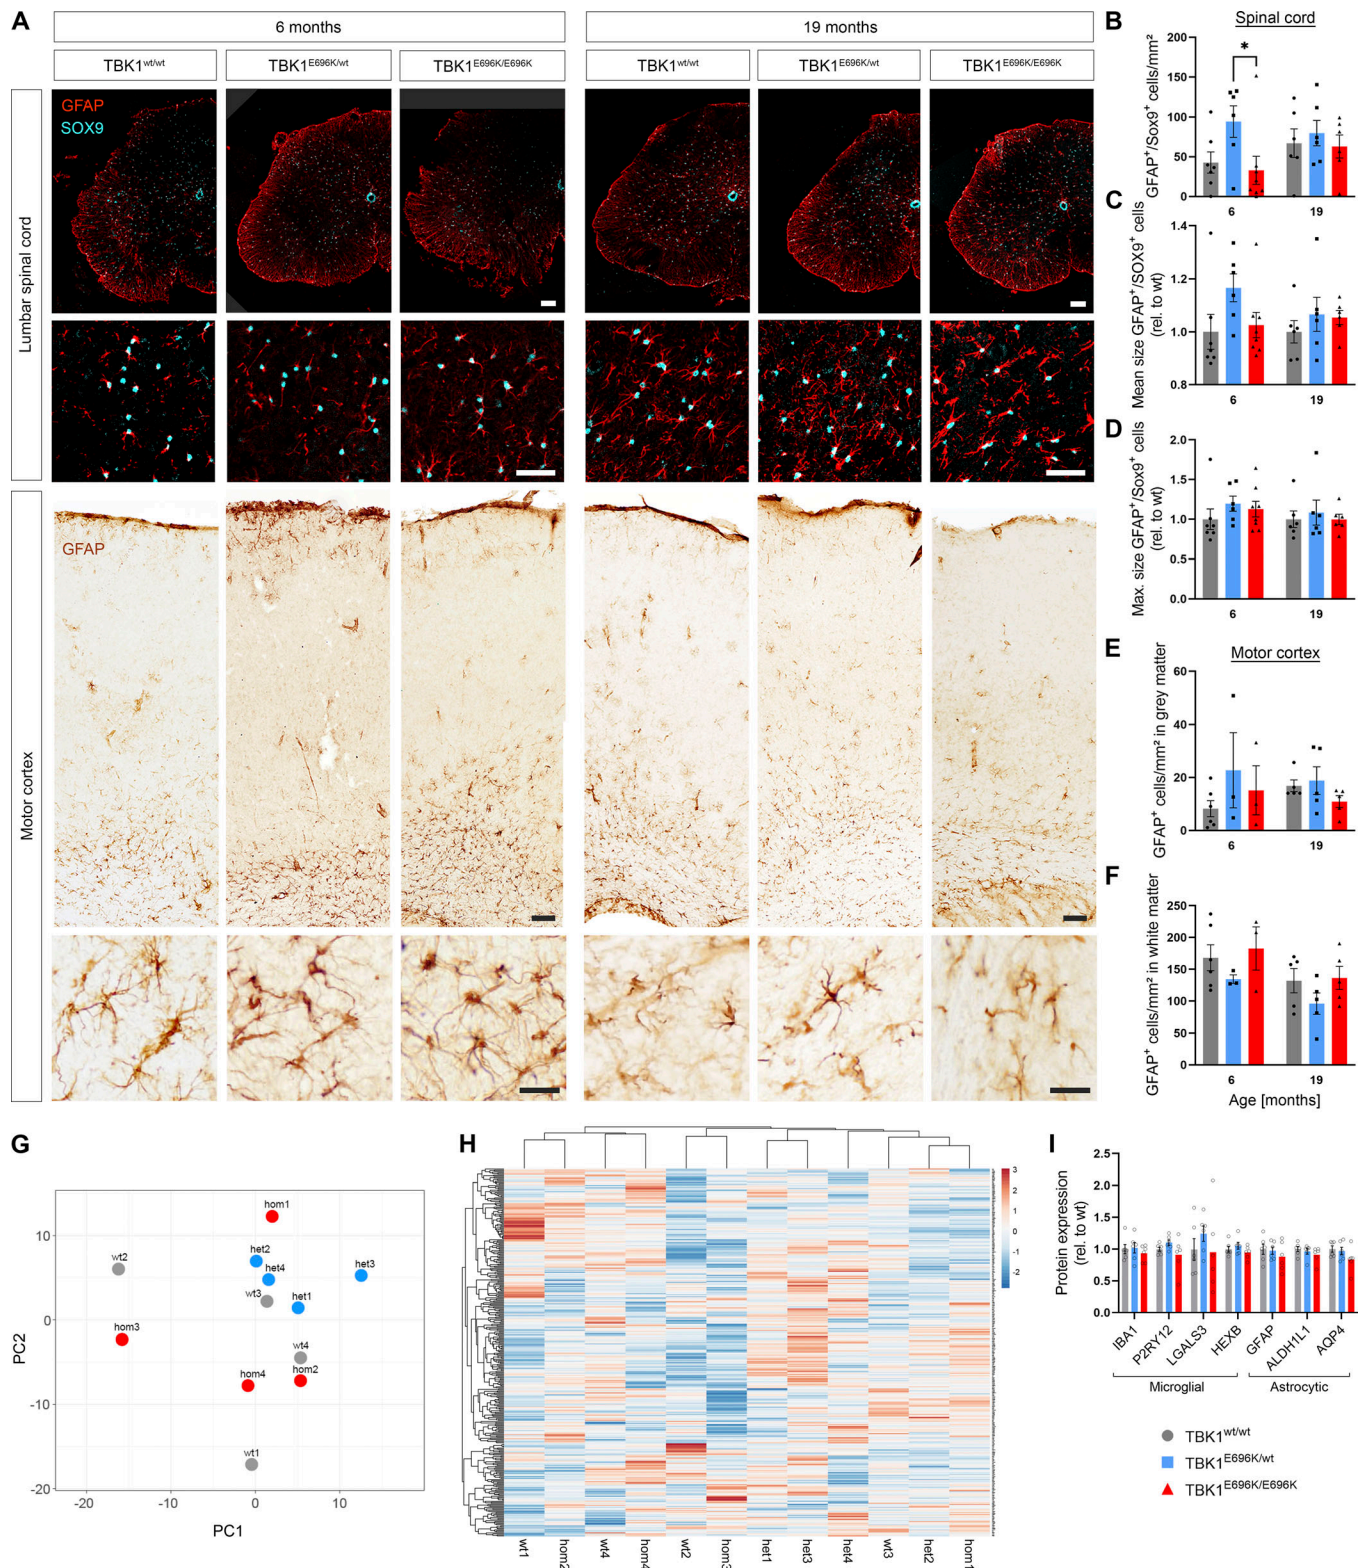 A
6 months
19 months
TBK1wt/wt
TBK1E696K/wt
TBK1E696K/E696K
TBK1wt/wt
TBK1E696K/wt
TBK1E696K/E696K
Lumbar spinal cord
GFAP
SOX9
Motor cortex
GFAP
B
Spinal cord
GFAP+/Sox9+ cells/mm²
200
150
100
50
0
*
6
19
C
Mean size GFAP+/SOX9+ cells
(rel. to wt)
1.4
1.2
1.0
0.8
6
19
D
Max. size GFAP+/Sox9+ cells
(rel. to wt)
2.0
1.5
1.0
0.5
0.0
6
19
E
Motor cortex
GFAP+ cells/mm² in grey matter
60
40
20
0
6
19
F
GFAP+ cells/mm² in white matter
250
200
150
100
50
0
6
19
Age [months]
G
PC2
10
0
-10
-20
hom1
wt2
het2
het4
het3
wt3
het1
hom3
wt4
hom2
hom4
wt1
-20
-10
0
10
PC1
H
3
2
1
0
-1
-2
wt1
hom2
wt4
hom4
wt2
hom3
het1
het3
het4
wt3
het2
hom1
I
Protein expression
(rel. to wt)
2.5
2.0
1.5
1.0
0.5
0.0
IBA1
P2RY12
LGALS3
HEXB
GFAP
ALDH1L1
AQP4
Microglial
Astrocytic
TBK1wt/wt
TBK1E696K/wt
TBK1E696K/E696K